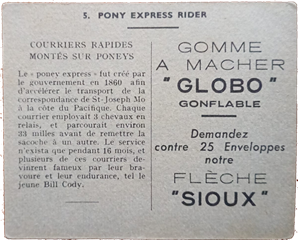 5. PONY EXPRESS RIDER
COURRIERS RAPIDES
MONTÉS SUR PONEYS
Le « poney express » fut créé par
le gouvernement en 1860 afin
d'accélérer le transport de la
correspondance de St-Joseph Mo
à la côte du Pacifique. Chaque
courrier employait 3 chevaux en
relais, et parcourait environ
33 milles avant de remettre la
sacoche à un autre. Le service
n'exista que pendant 16 mois, et
plusieurs de ces courriers de-
vinrent fameux par leur bra-
voure et leur endurance, tel le
jeune Bill Cody.
GOMME
A MACHER
"GLOBO"
GONFLABLE
Demandez
contre 25 Enveloppes
notre
FLÈCHE
"SIOUX"